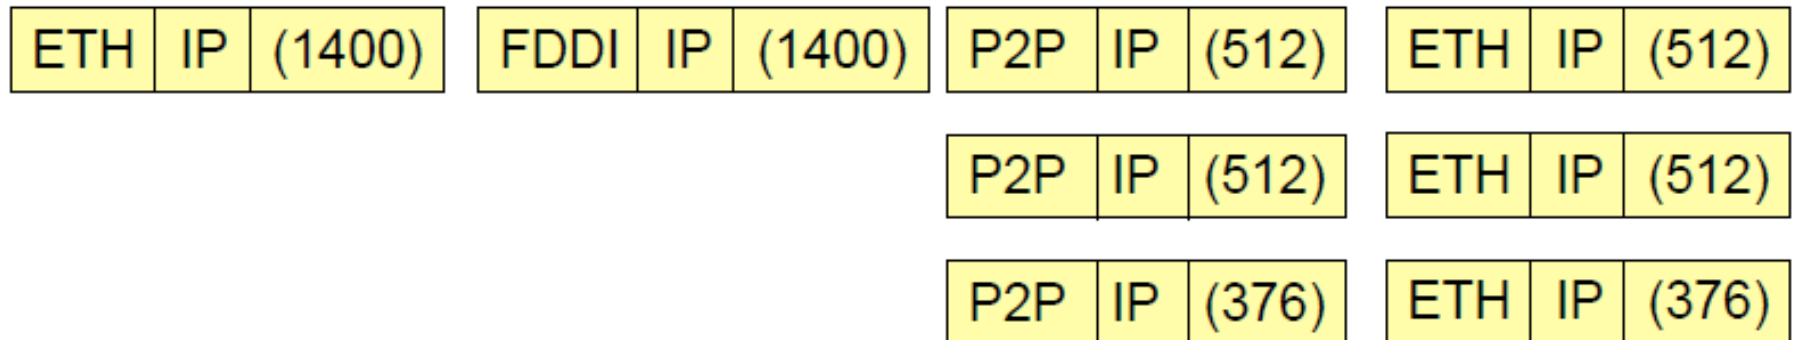 ETH IP (1400) FDDI IP (1400) P2P IP (512) ETH IP (512)
P2P IP (512) ETH IP (512)
P2P IP (376) ETH IP (376)